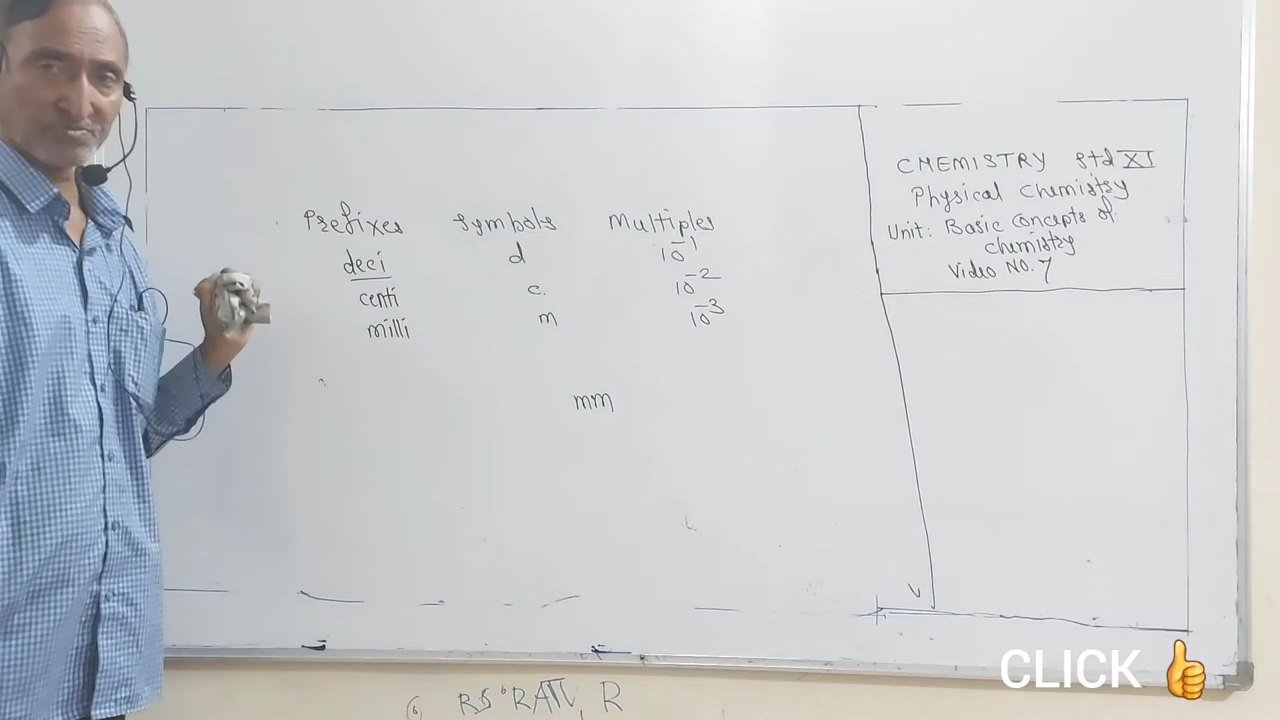 Prefixes Symbols Multiples
deci d 10⁻¹
centi c. 10⁻²
milli m 10⁻³
mm
CHEMISTRY std XI
Physical Chemistry
Unit: Basic Concepts of
chemistry
Video No. 7
CLICK 👍